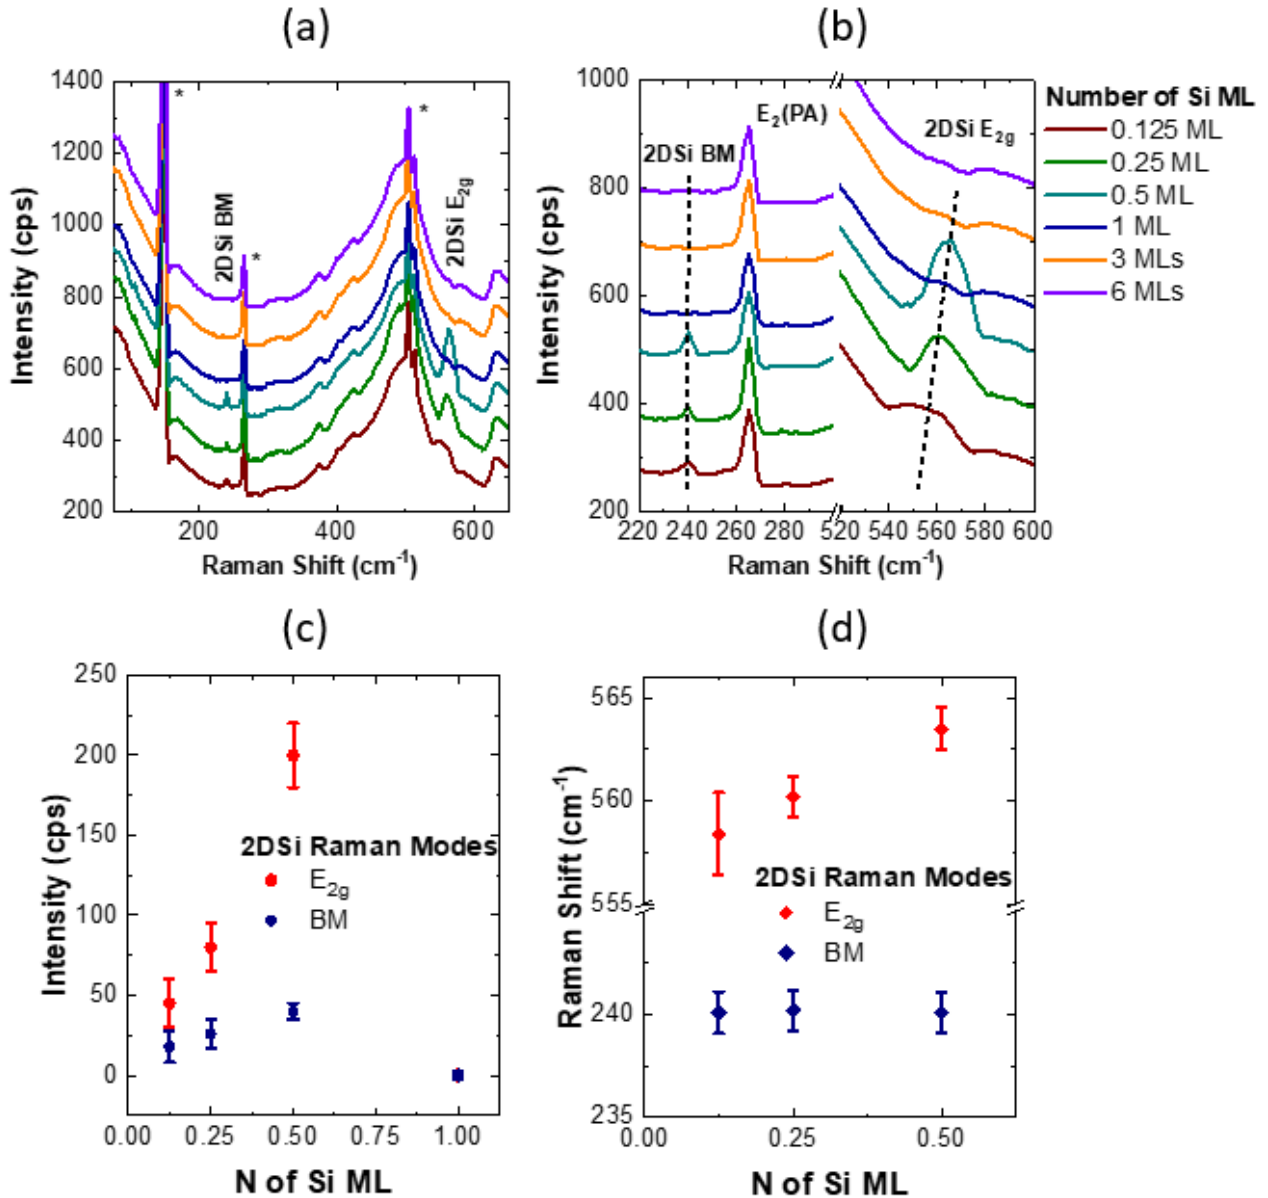 (a)
(b)
1400
1200
1000
800
600
400
200
Intensity (cps)
*
*
*
2DSi BM
2DSi E2g
200
400
600
Raman Shift (cm-1)
1000
800
600
400
200
Intensity (cps)
2DSi BM
E2(PA)
2DSi E2g
220 240 260 280 520 540 560 580 600
Raman Shift (cm-1)
Number of Si ML
0.125 ML
0.25 ML
0.5 ML
1 ML
3 MLs
6 MLs
(c)
(d)
250
200
150
100
50
0
Intensity (cps)
2DSi Raman Modes
E2g
BM
0.00 0.25 0.50 0.75 1.00
N of Si ML
565
560
555
240
235
Raman Shift (cm-1)
2DSi Raman Modes
E2g
BM
0.00 0.25 0.50
N of Si ML